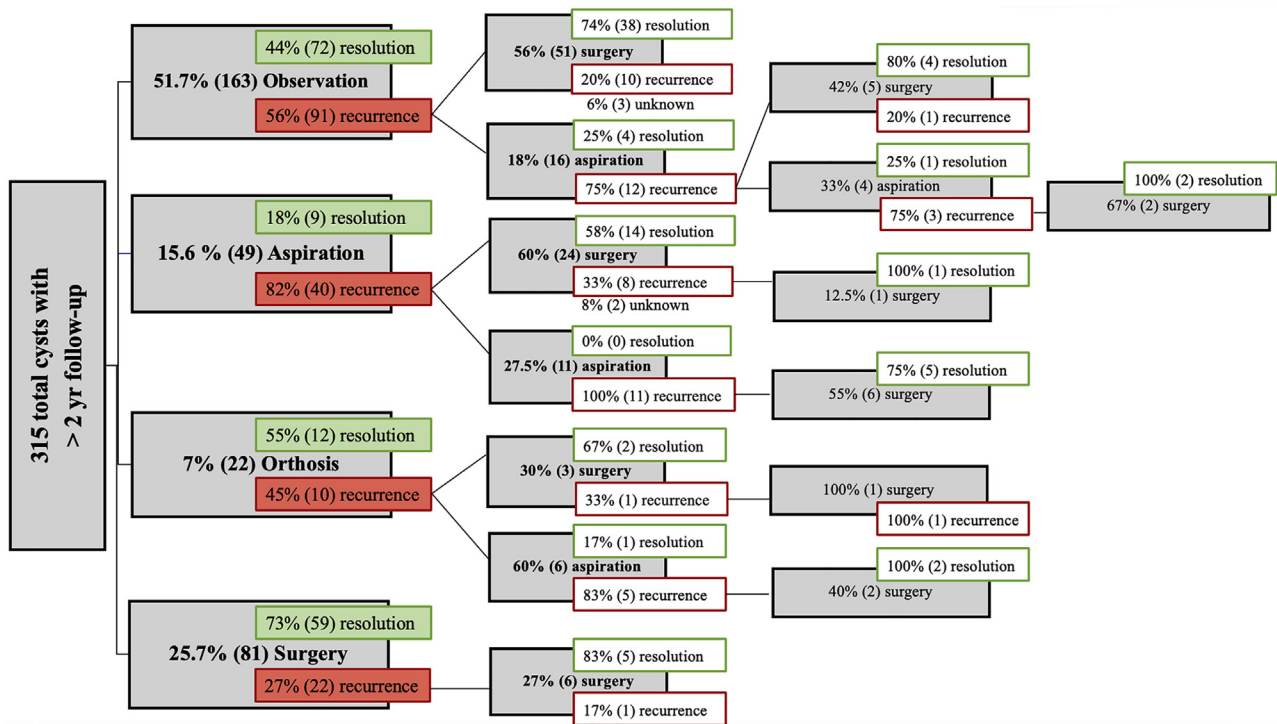 315 total cysts with
> 2 yr follow-up
44% (72) resolution
51.7% (163) Observation
56% (91) recurrence
74% (38) resolution
56% (51) surgery
20% (10) recurrence
6% (3) unknown
25% (4) resolution
18% (16) aspiration
75% (12) recurrence
80% (4) resolution
42% (5) surgery
20% (1) recurrence
25% (1) resolution
33% (4) aspiration
75% (3) recurrence
100% (2) resolution
67% (2) surgery
18% (9) resolution
15.6 % (49) Aspiration
82% (40) recurrence
58% (14) resolution
60% (24) surgery
33% (8) recurrence
8% (2) unknown
100% (1) resolution
12.5% (1) surgery
0% (0) resolution
27.5% (11) aspiration
100% (11) recurrence
75% (5) resolution
55% (6) surgery
55% (12) resolution
7% (22) Orthosis
45% (10) recurrence
67% (2) resolution
30% (3) surgery
33% (1) recurrence
100% (1) surgery
100% (1) recurrence
17% (1) resolution
60% (6) aspiration
83% (5) recurrence
100% (2) resolution
40% (2) surgery
73% (59) resolution
25.7% (81) Surgery
27% (22) recurrence
83% (5) resolution
27% (6) surgery
17% (1) recurrence